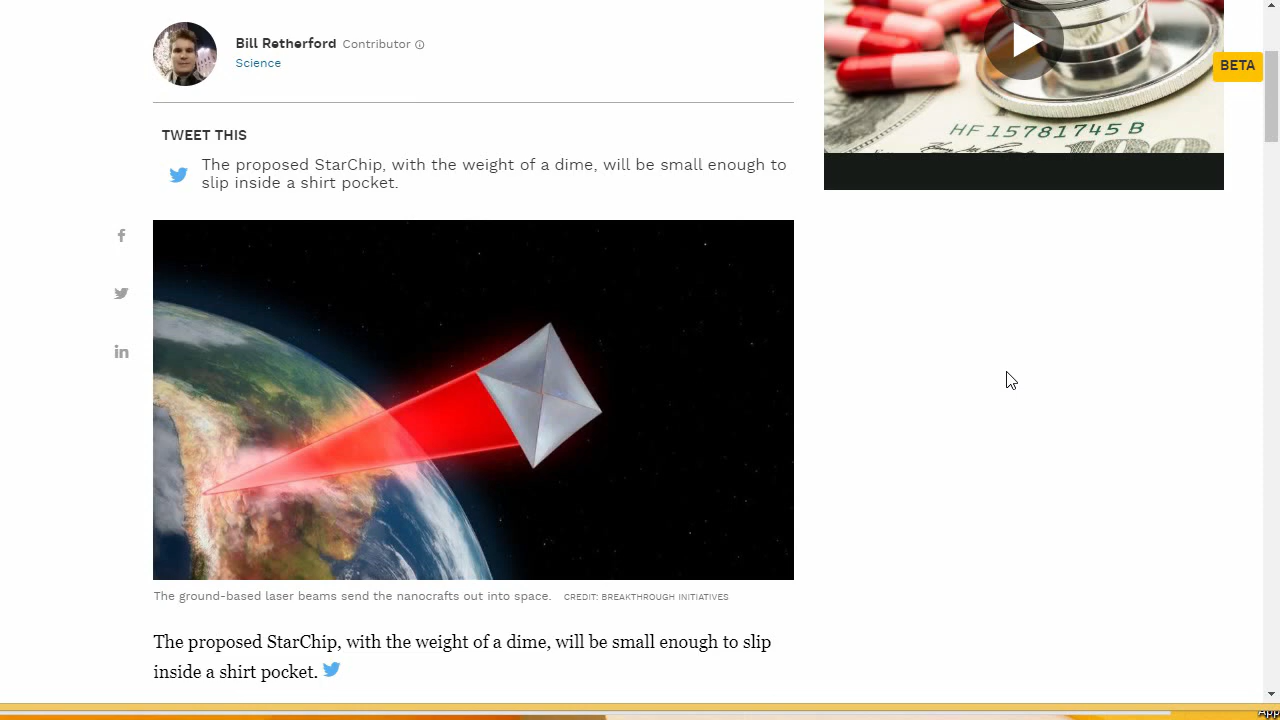 Bill Retherford Contributor
Science
BETA
TWEET THIS
The proposed StarChip, with the weight of a dime, will be small enough to
slip inside a shirt pocket.
HF 15781745 B
100
The ground-based laser beams send the nanocrafts out into space. CREDIT: BREAKTHROUGH INITIATIVES
The proposed StarChip, with the weight of a dime, will be small enough to slip
inside a shirt pocket.
App